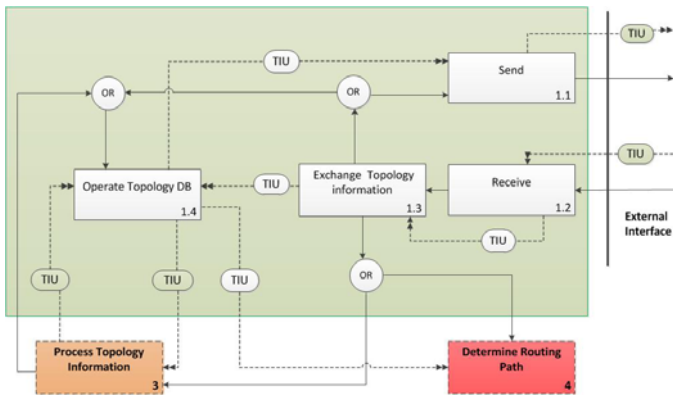 TIU
TIU
Send
1.1
OR
OR
TIU
Operate Topology DB
1.4
TIU
Exchange Topology
information
1.3
Receive
1.2
TIU
External
Interface
TIU
TIU
TIU
OR
Process Topology
Information
3
Determine Routing
Path
4